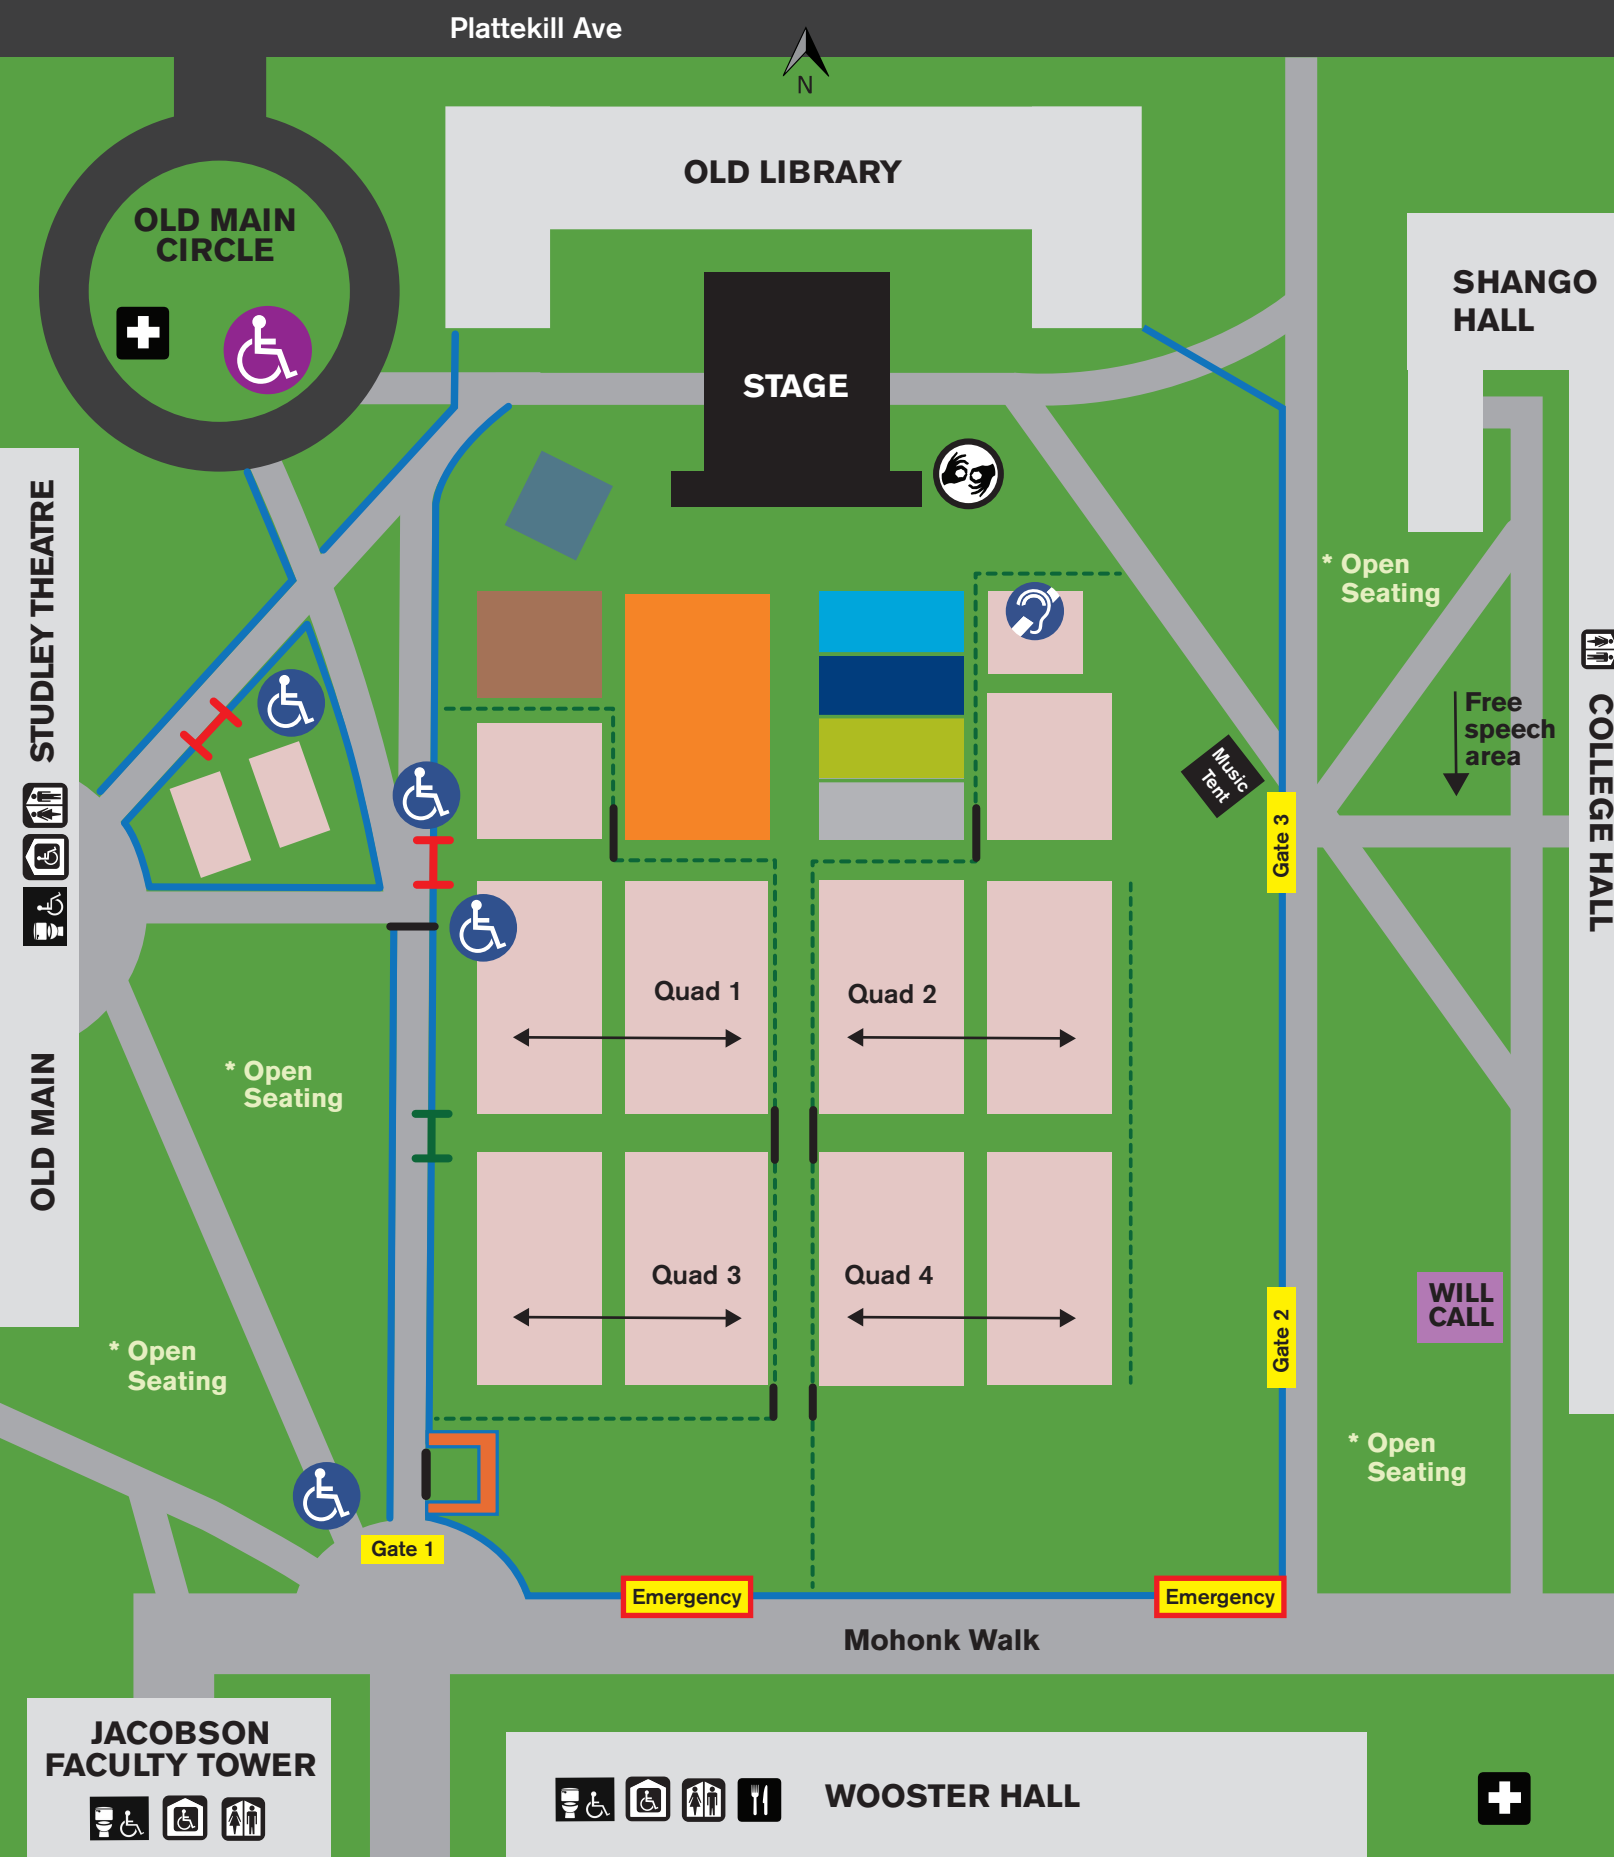 Plattekill Ave
N
OLD LIBRARY
OLD MAIN
CIRCLE
SHANGO
HALL
STAGE
STUDLEY THEATRE
* Open
Seating
Free
speech
area
COLLEGE HALL
Music
Tent
Gate 3
Quad 1
Quad 2
* Open
Seating
OLD MAIN
Quad 3
Quad 4
WILL
CALL
Gate 2
* Open
Seating
* Open
Seating
Gate 1
Emergency
Emergency
Mohonk Walk
JACOBSON
FACULTY TOWER
WOOSTER HALL